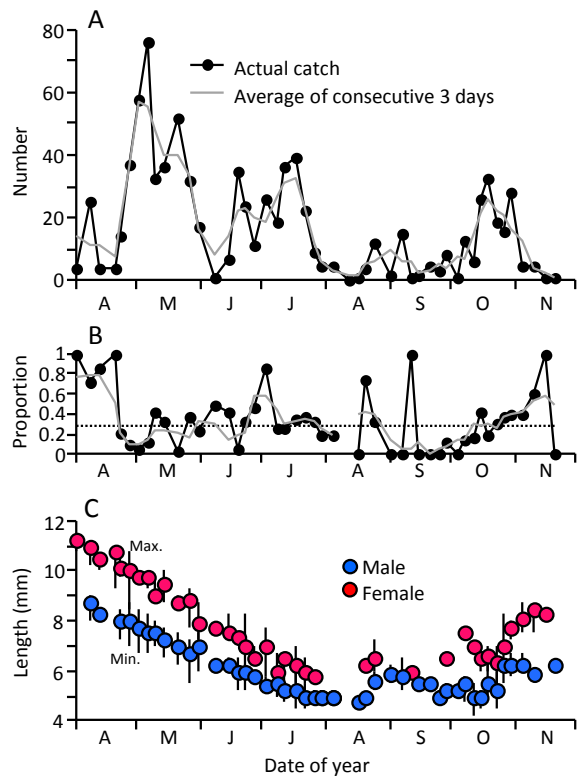 A
80
60
40
20
0
Number
Actual catch
Average of consecutive 3 days
A M J J A S O N
B
1
0.8
0.6
0.4
0.2
0
Proportion
A M J J A S O N
C
12
10
8
6
4
Length (mm)
Max.
Min.
Male
Female
A M J J A S O N
Date of year